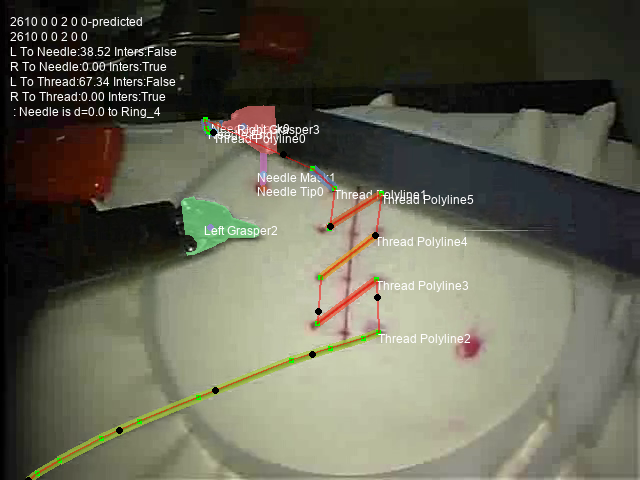 2610 0 0 2 0 0-predicted
2610 0 0 2 0 0
L To Needle:38.52 Inters:False
R To Needle:0.00 Inters:True
L To Thread:67.34 Inters:False
R To Thread:0.00 Inters:True
: Needle is d=0.0 to Ring_4
Right Grasper3
Thread Polyline0
Needle Mask1
Needle Tip0
Thread Polyline1
Thread Polyline5
Left Grasper2
Thread Polyline4
Thread Polyline3
Thread Polyline2